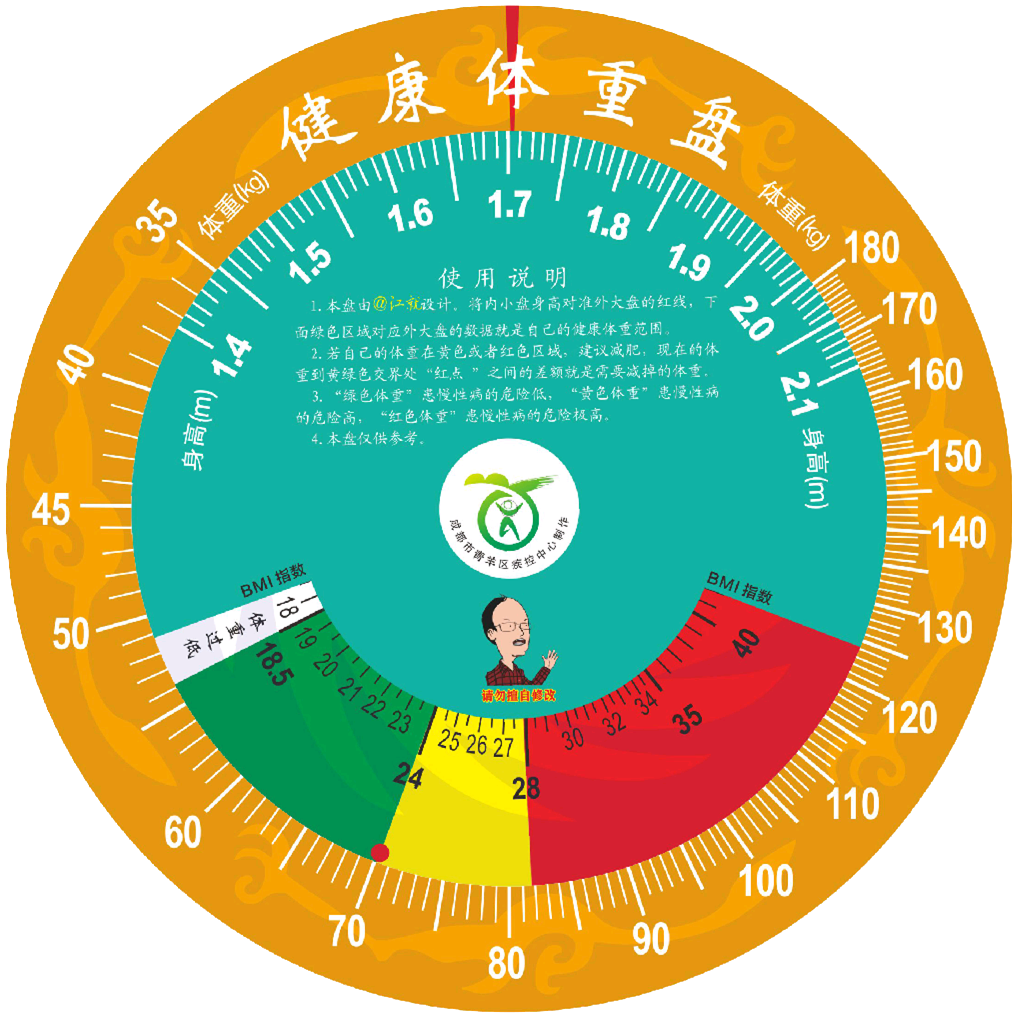 健康体重盘
体重(kg)
体重(kg)
35
40
45
50
60
70
80
90
100
110
120
130
140
150
160
170
180
身高(m)
1.4
1.5
1.6
1.7
1.8
1.9
2.0
2.1
身高(m)
使用说明
1.本盘由@江毅设计。将内小盘身高对准外大盘的红线,下
面绿色区域对应外大盘的数据就是自己的健康体重范围。
2.若自己的体重在黄色或者红色区域,建议减肥,现在的体
重到黄绿色交界处“红点 ”之间的差额就是需要减掉的体重.
3.“绿色体重”患慢性病的危险低,“黄色体重”患慢性病
的危险高,“红色体重”患慢性病的危险极高。
4.本盘仅供参考。
成都市青羊区疾控中心制作
请勿擅自修改
BMI 指数
体重过低
18
18.5
19
20
21
22
23
24
25
26
27
28
30
32
34
35
40
BMI 指数